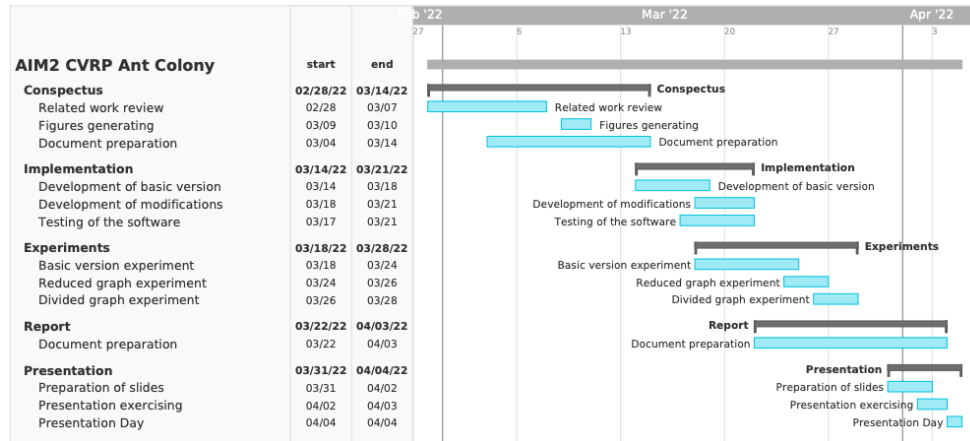 Feb '22 Mar '22 Apr '22
27 6 13 20 27 3
AIM2 CVRP Ant Colony start end
Conspectus 02/28/22 03/14/22 Conspectus
Related work review 02/28 03/07 Related work review
Figures generating 03/09 03/10 Figures generating
Document preparation 03/04 03/14 Document preparation
Implementation 03/14/22 03/21/22 Implementation
Development of basic version 03/14 03/18 Development of basic version
Development of modifications 03/18 03/21 Development of modifications
Testing of the software 03/17 03/21 Testing of the software
Experiments 03/18/22 03/28/22 Experiments
Basic version experiment 03/18 03/24 Basic version experiment
Reduced graph experiment 03/24 03/26 Reduced graph experiment
Divided graph experiment 03/26 03/28 Divided graph experiment
Report 03/22/22 04/03/22 Report
Document preparation 03/22 04/03 Document preparation
Presentation 03/31/22 04/04/22 Presentation
Preparation of slides 03/31 04/02 Preparation of slides
Presentation exercising 04/02 04/03 Presentation exercising
Presentation Day 04/04 04/04 Presentation Day